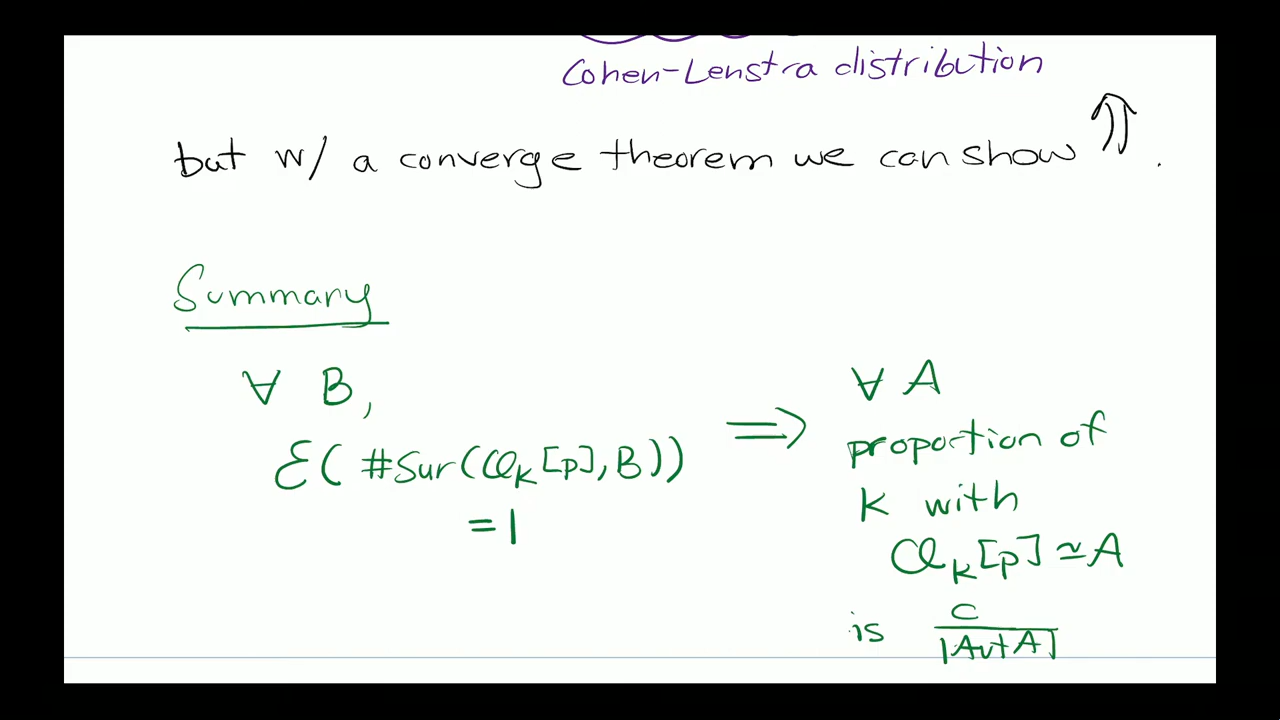 Cohen-Lenstra distribution
but w/ a converge theorem we can show ⇑.
Summary
∀ B,
ℰ( #Sur(Cl_K[p], B))
= 1
⟹
∀ A
proportion of
K with
Cl_K[p] ≃ A
is c/|Aut A|